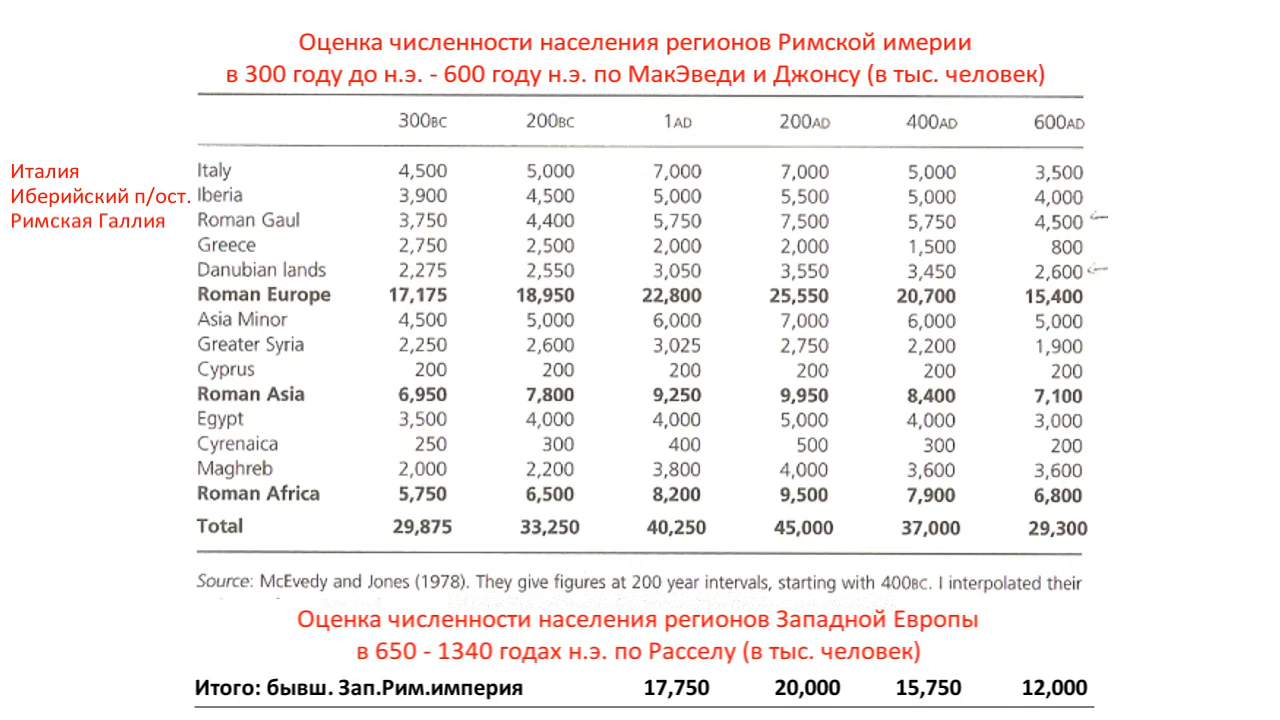 Оценка численности населения регионов Римской имерии
в 300 году до н.э. - 600 году н.э. по МакЭведи и Джонсу (в тыс. человек)
300BC 200BC 1AD 200AD 400AD 600AD
Италия Italy 4,500 5,000 7,000 7,000 5,000 3,500
Иберийский п/ост. Iberia 3,900 4,500 5,000 5,500 5,000 4,000
Римская Галлия Roman Gaul 3,750 4,400 5,750 7,500 5,750 4,500
Greece 2,750 2,500 2,000 2,000 1,500 800
Danubian lands 2,275 2,550 3,050 3,550 3,450 2,600
Roman Europe 17,175 18,950 22,800 25,550 20,700 15,400
Asia Minor 4,500 5,000 6,000 7,000 6,000 5,000
Greater Syria 2,250 2,600 3,025 2,750 2,200 1,900
Cyprus 200 200 200 200 200 200
Roman Asia 6,950 7,800 9,250 9,950 8,400 7,100
Egypt 3,500 4,000 4,000 5,000 4,000 3,000
Cyrenaica 250 300 400 500 300 200
Maghreb 2,000 2,200 3,800 4,000 3,600 3,600
Roman Africa 5,750 6,500 8,200 9,500 7,900 6,800
Total 29,875 33,250 40,250 45,000 37,000 29,300
Source: McEvedy and Jones (1978). They give figures at 200 year intervals, starting with 400BC. I interpolated their
Оценка численности населения регионов Западной Европы
в 650 - 1340 годах н.э. по Расселу (в тыс. человек)
Итого: бывш. Зап.Рим.империя 17,750 20,000 15,750 12,000